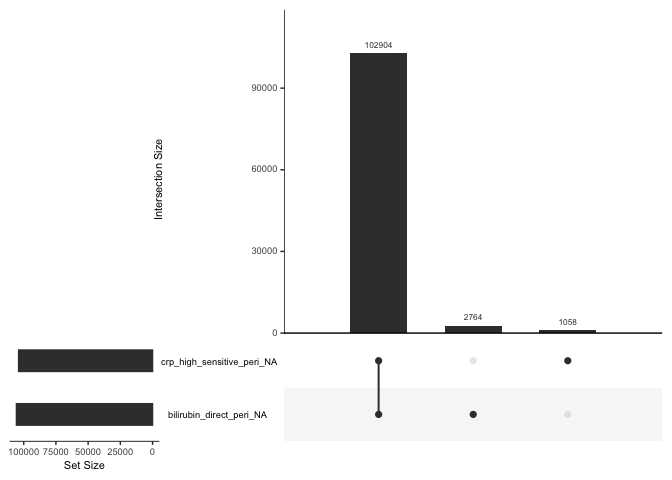 102904
90000
Intersection Size
60000
30000
2764
1058
0
crp_high_sensitive_peri_NA
bilirubin_direct_peri_NA
100000 75000 50000 25000 0
Set Size